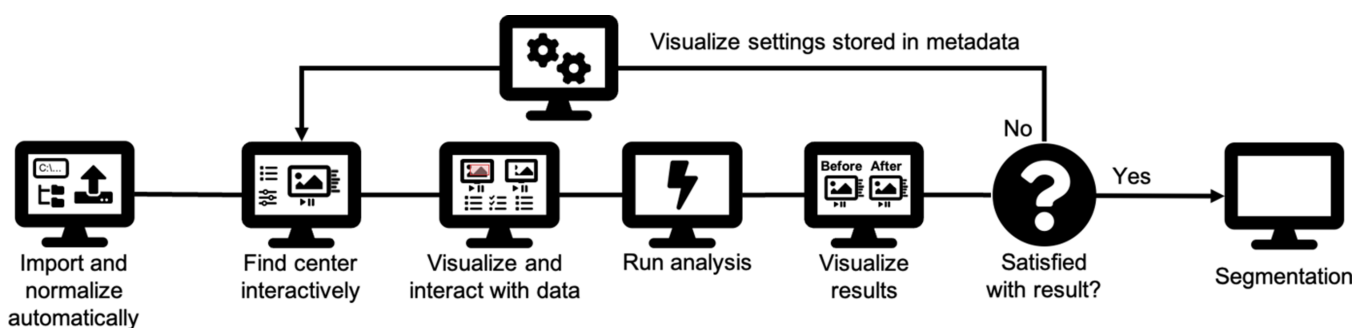 Visualize settings stored in metadata
No
C:\...
Before After
Yes
Import and
normalize
automatically
Find center
interactively
Visualize and
interact with data
Run analysis
Visualize
results
Satisfied
with result?
Segmentation